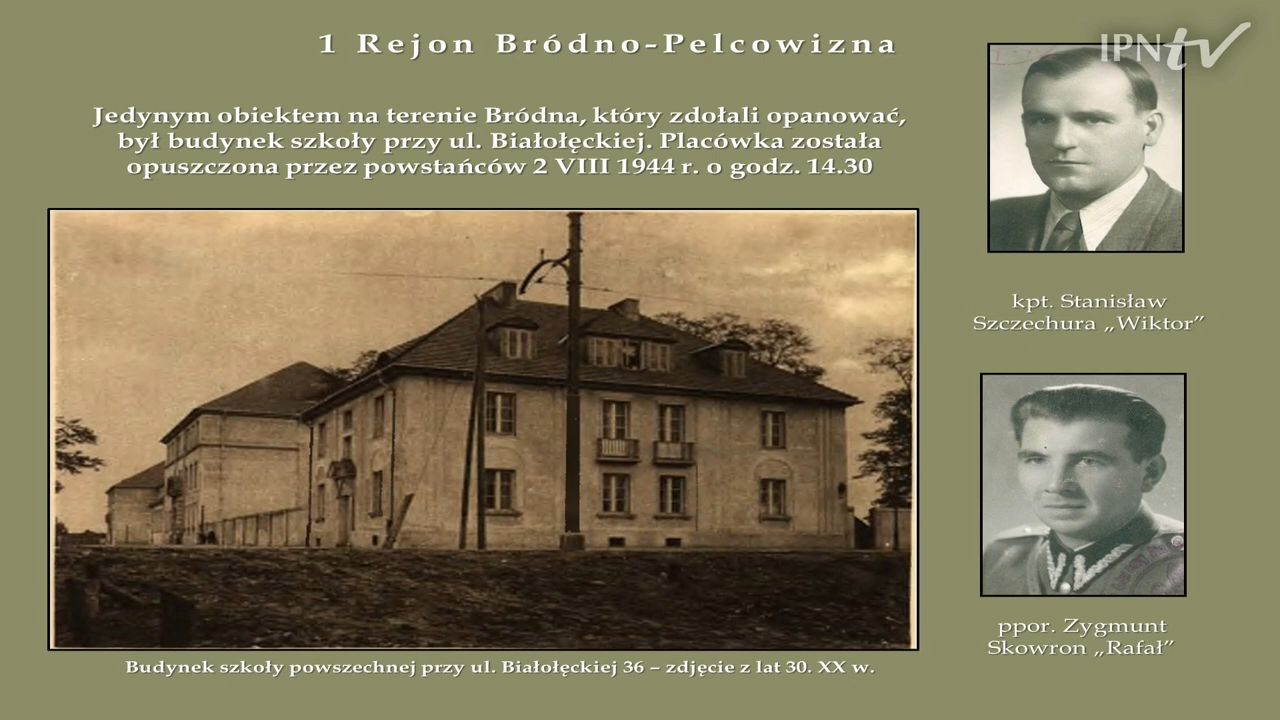 1 Rejon Bródno-Pelcowizna
IPNtv
Jedynym obiektem na terenie Bródna, który zdołali opanować,
był budynek szkoły przy ul. Białołęckiej. Placówka została
opuszczona przez powstańców 2 VIII 1944 r. o godz. 14.30
kpt. Stanisław
Szczechura „Wiktor”
ppor. Zygmunt
Skowron „Rafał”
Budynek szkoły powszechnej przy ul. Białołęckiej 36 – zdjęcie z lat 30. XX w.